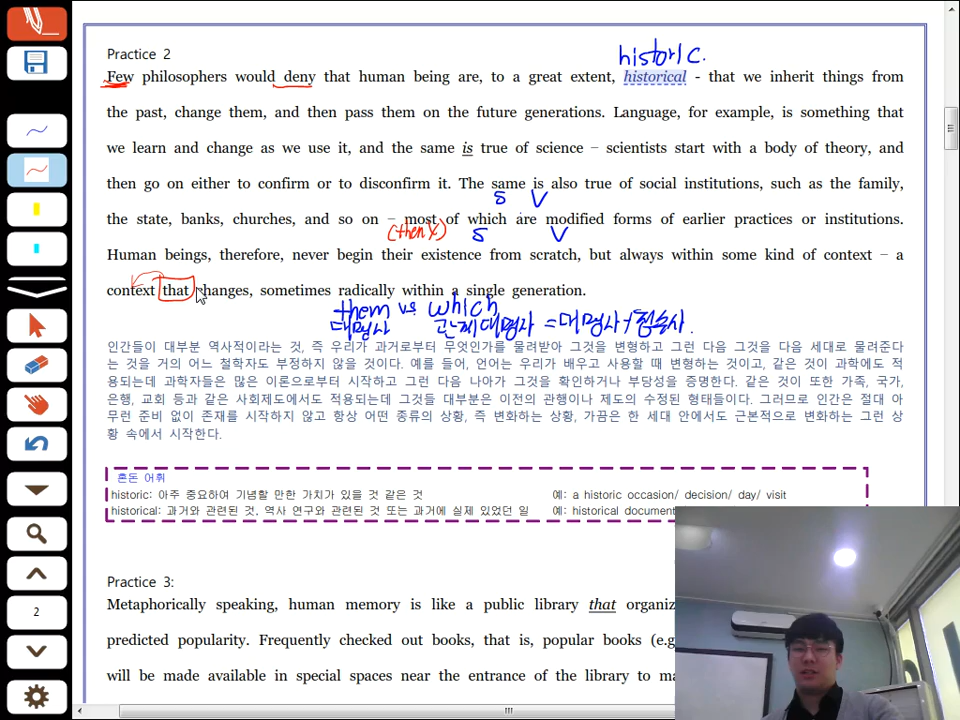 Practice 2
historic.
Few philosophers would deny that human being are, to a great extent, historical - that we inherit things from
the past, change them, and then pass them on the future generations. Language, for example, is something that
we learn and change as we use it, and the same is true of science – scientists start with a body of theory, and
then go on either to confirm or to disconfirm it. The same is also true of social institutions, such as the family,
S V
the state, banks, churches, and so on – most of which are modified forms of earlier practices or institutions.
(them X) S V
Human beings, therefore, never begin their existence from scratch, but always within some kind of context – a
context that changes, sometimes radically within a single generation.
them vs which
대명사 관계대명사 = 대명사 + 접속사.
인간들이 대부분 역사적이라는 것, 즉 우리가 과거로부터 무엇인가를 물려받아 그것을 변형하고 그런 다음 그것을 다음 세대로 물려준다
는 것을 거의 어느 철학자도 부정하지 않을 것이다. 예를 들어, 언어는 우리가 배우고 사용할 때 변형하는 것이고, 같은 것이 과학에도 적
용되는데 과학자들은 많은 이론으로부터 시작하고 그런 다음 나아가 그것을 확인하거나 부당성을 증명한다. 같은 것이 또한 가족, 국가,
은행, 교회 등과 같은 사회제도에서도 적용되는데 그것들 대부분은 이전의 관행이나 제도의 수정된 형태들이다. 그러므로 인간은 절대 아
무런 준비 없이 존재를 시작하지 않고 항상 어떤 종류의 상황, 즉 변화하는 상황, 가끔은 한 세대 안에서도 근본적으로 변화하는 그런 상
황 속에서 시작한다.
혼돈 어휘
historic: 아주 중요하여 기념할 만한 가치가 있을 것 같은 것 예: a historic occasion/ decision/ day/ visit
historical: 과거와 관련된 것, 역사 연구와 관련된 것 또는 과거에 실제 있었던 일 예: historical document
2
Practice 3:
Metaphorically speaking, human memory is like a public library that organiz
predicted popularity. Frequently checked out books, that is, popular books (e.g
will be made available in special spaces near the entrance of the library to ma